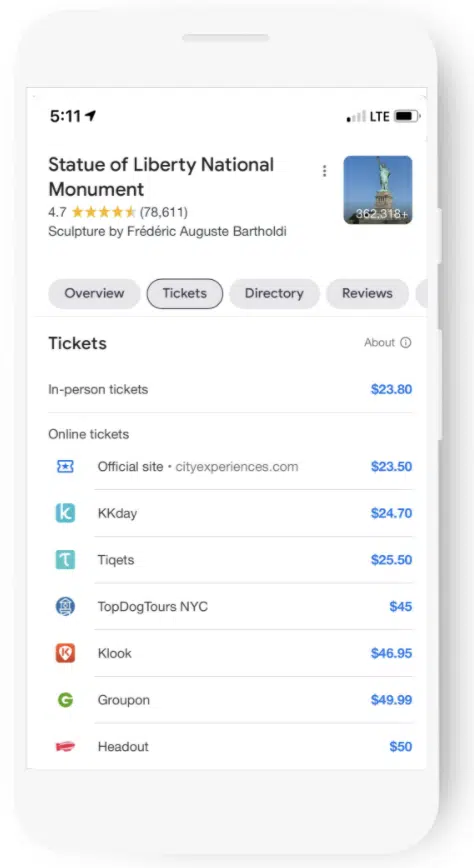 5:11 LTE
Statue of Liberty National
Monument
4.7 (78,611)
Sculpture by Frédéric Auguste Bartholdi
362,318+
Overview Tickets Directory Reviews
Tickets About
In-person tickets $23.80
Online tickets
Official site • cityexperiences.com $23.50
KKday $24.70
Tiqets $25.50
TopDogTours NYC $45
Klook $46.95
Groupon $49.99
Headout $50